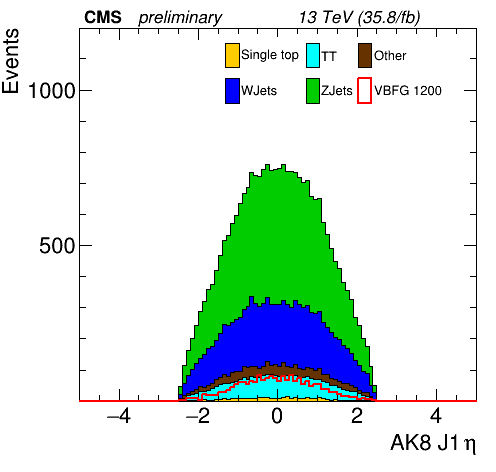 CMS preliminary 13 TeV (35.8/fb)
Events
Single top TT Other
WJets ZJets VBFG 1200
1000
500
−4 −2 0 2 4
AK8 J1 η